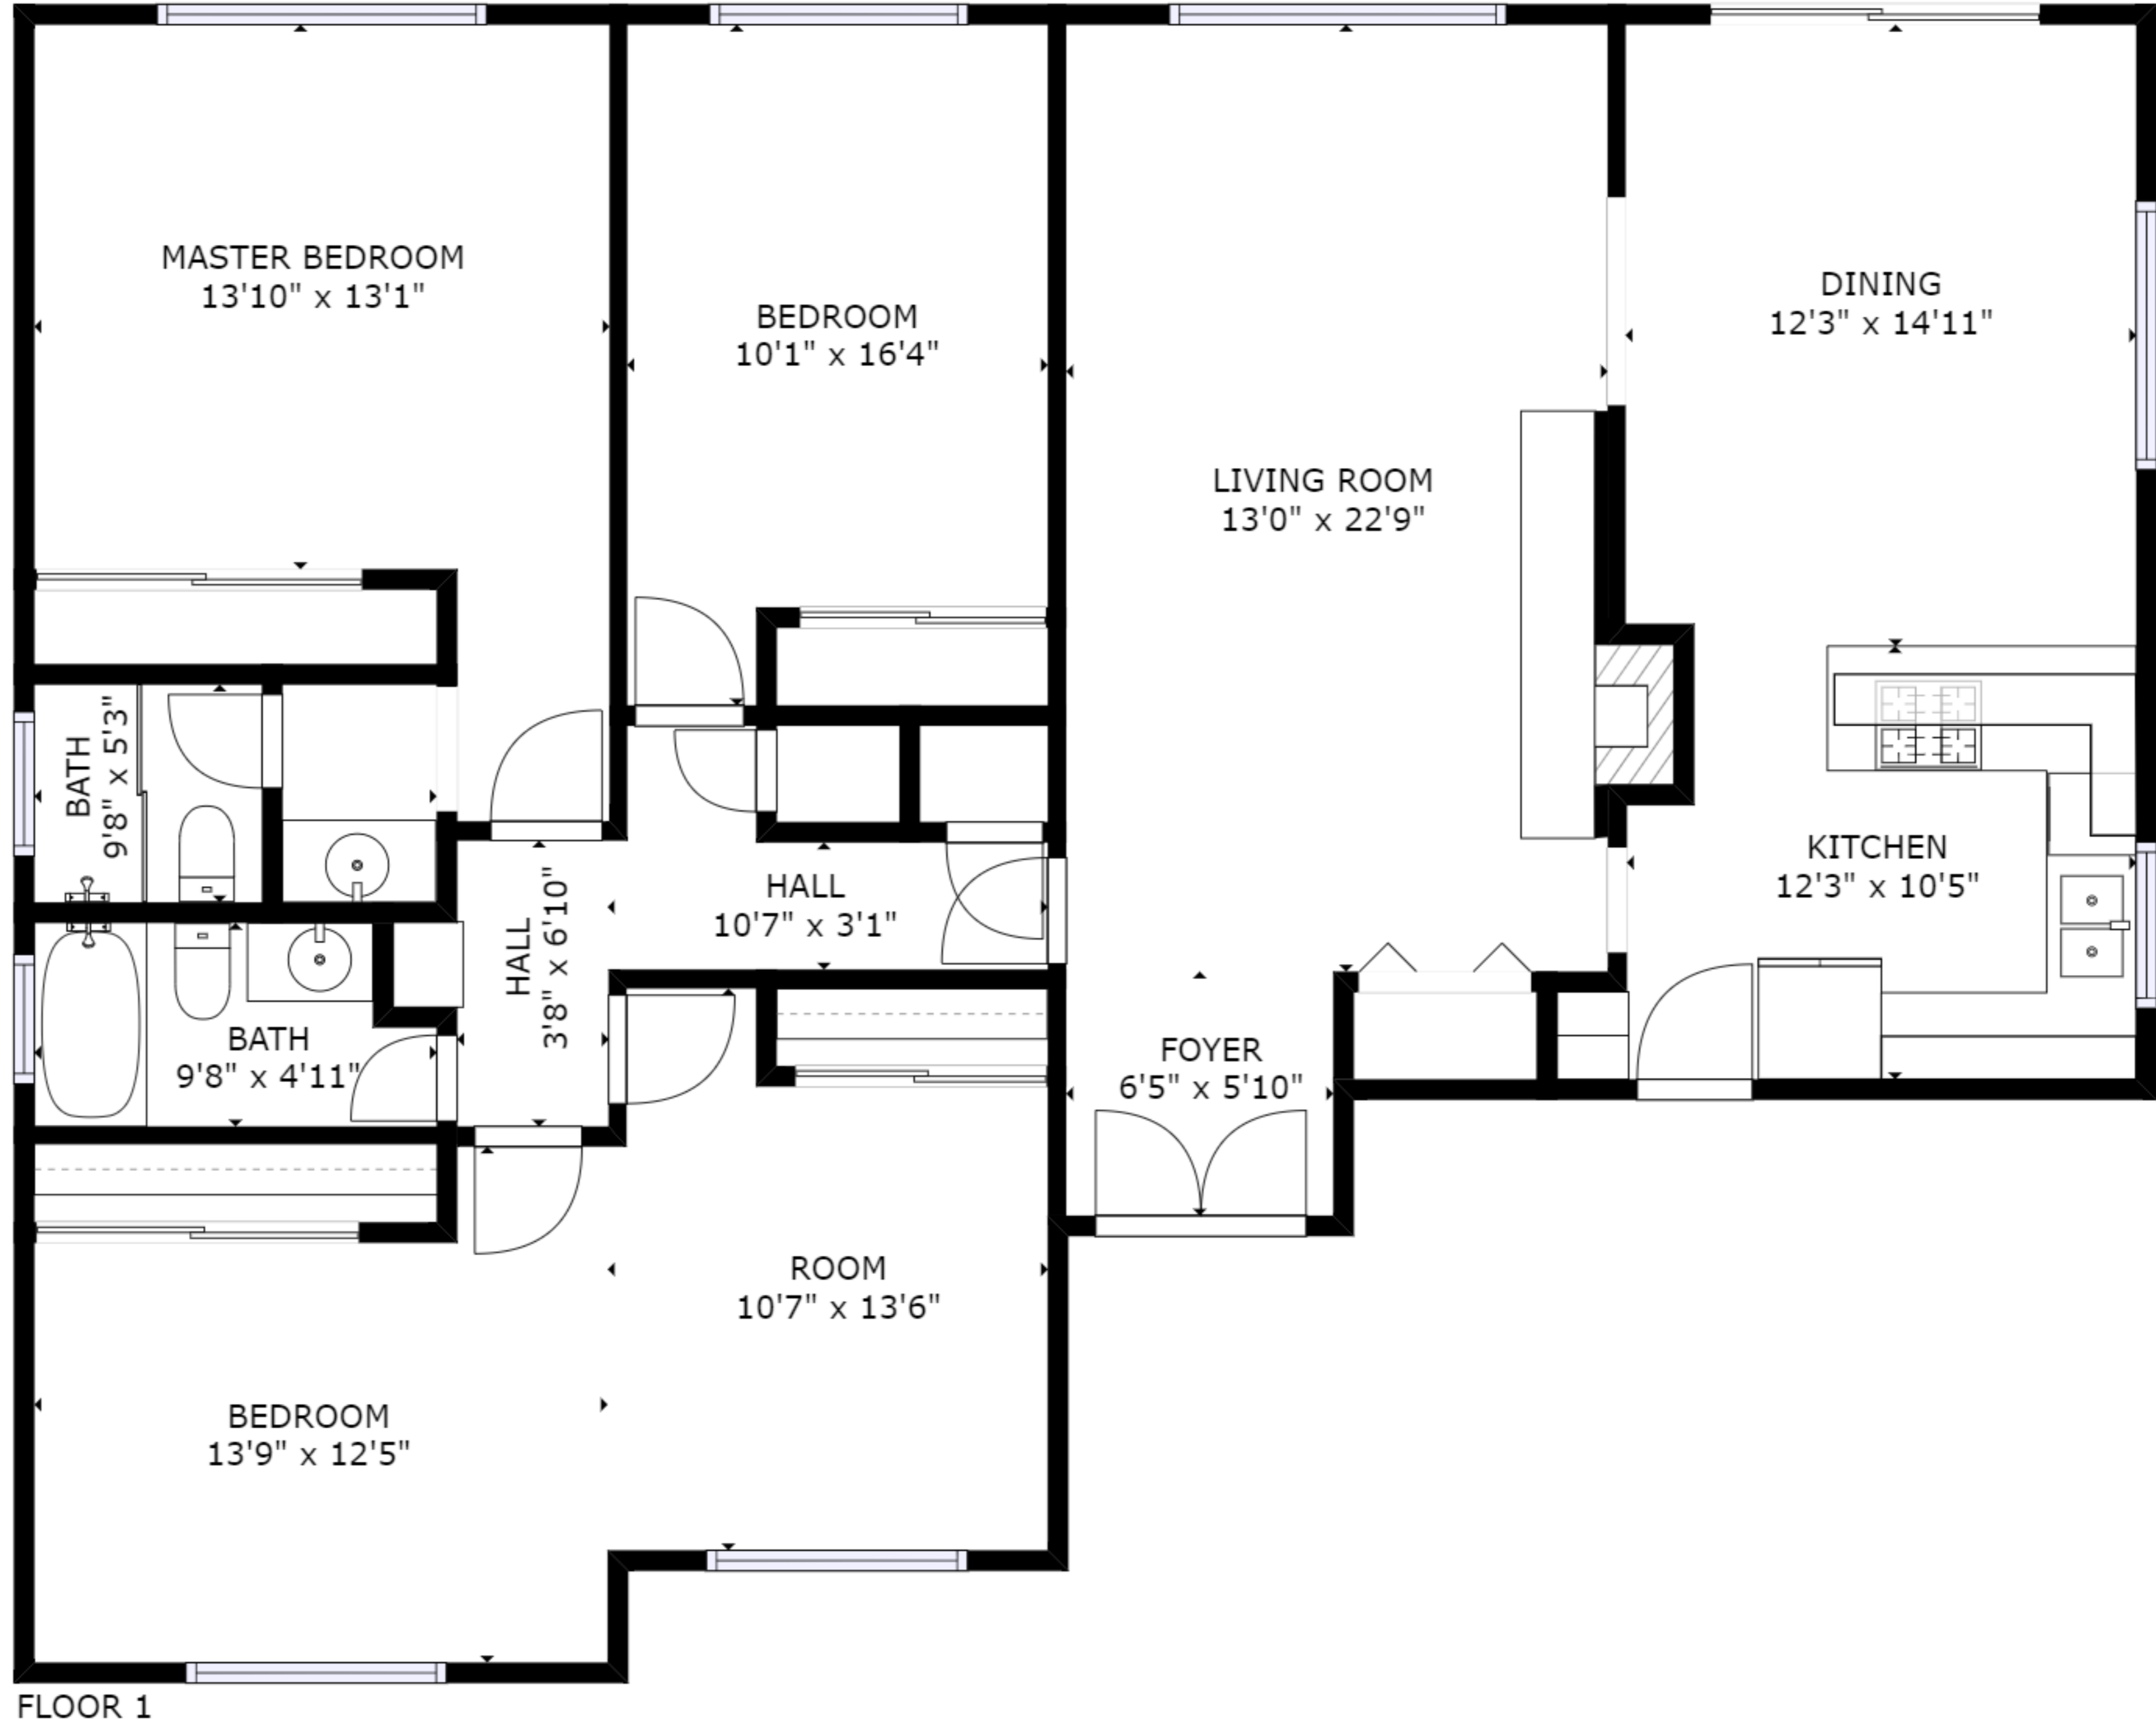 MASTER BEDROOM
13'10" x 13'1"
BEDROOM
10'1" x 16'4"
LIVING ROOM
13'0" x 22'9"
DINING
12'3" x 14'11"
BATH
9'8" x 5'3"
HALL
3'8" x 6'10"
HALL
10'7" x 3'1"
KITCHEN
12'3" x 10'5"
BATH
9'8" x 4'11"
FOYER
6'5" x 5'10"
ROOM
10'7" x 13'6"
BEDROOM
13'9" x 12'5"
FLOOR 1